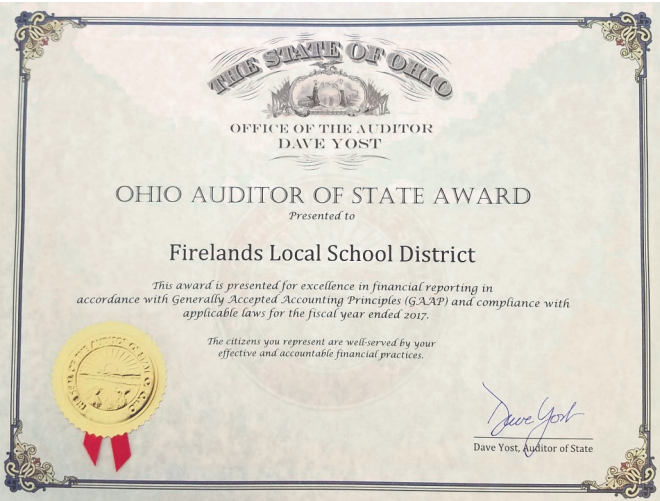 THE STATE OF OHIO
OFFICE OF THE AUDITOR
DAVE YOST
OHIO AUDITOR OF STATE AWARD
Presented to
Firelands Local School District
This award is presented for excellence in financial reporting in
accordance with Generally Accepted Accounting Principles (GAAP) and compliance with
applicable laws for the fiscal year ended 2017.
The citizens you represent are well-served by your
effective and accountable financial practices.
Dave Yost
Dave Yost, Auditor of State